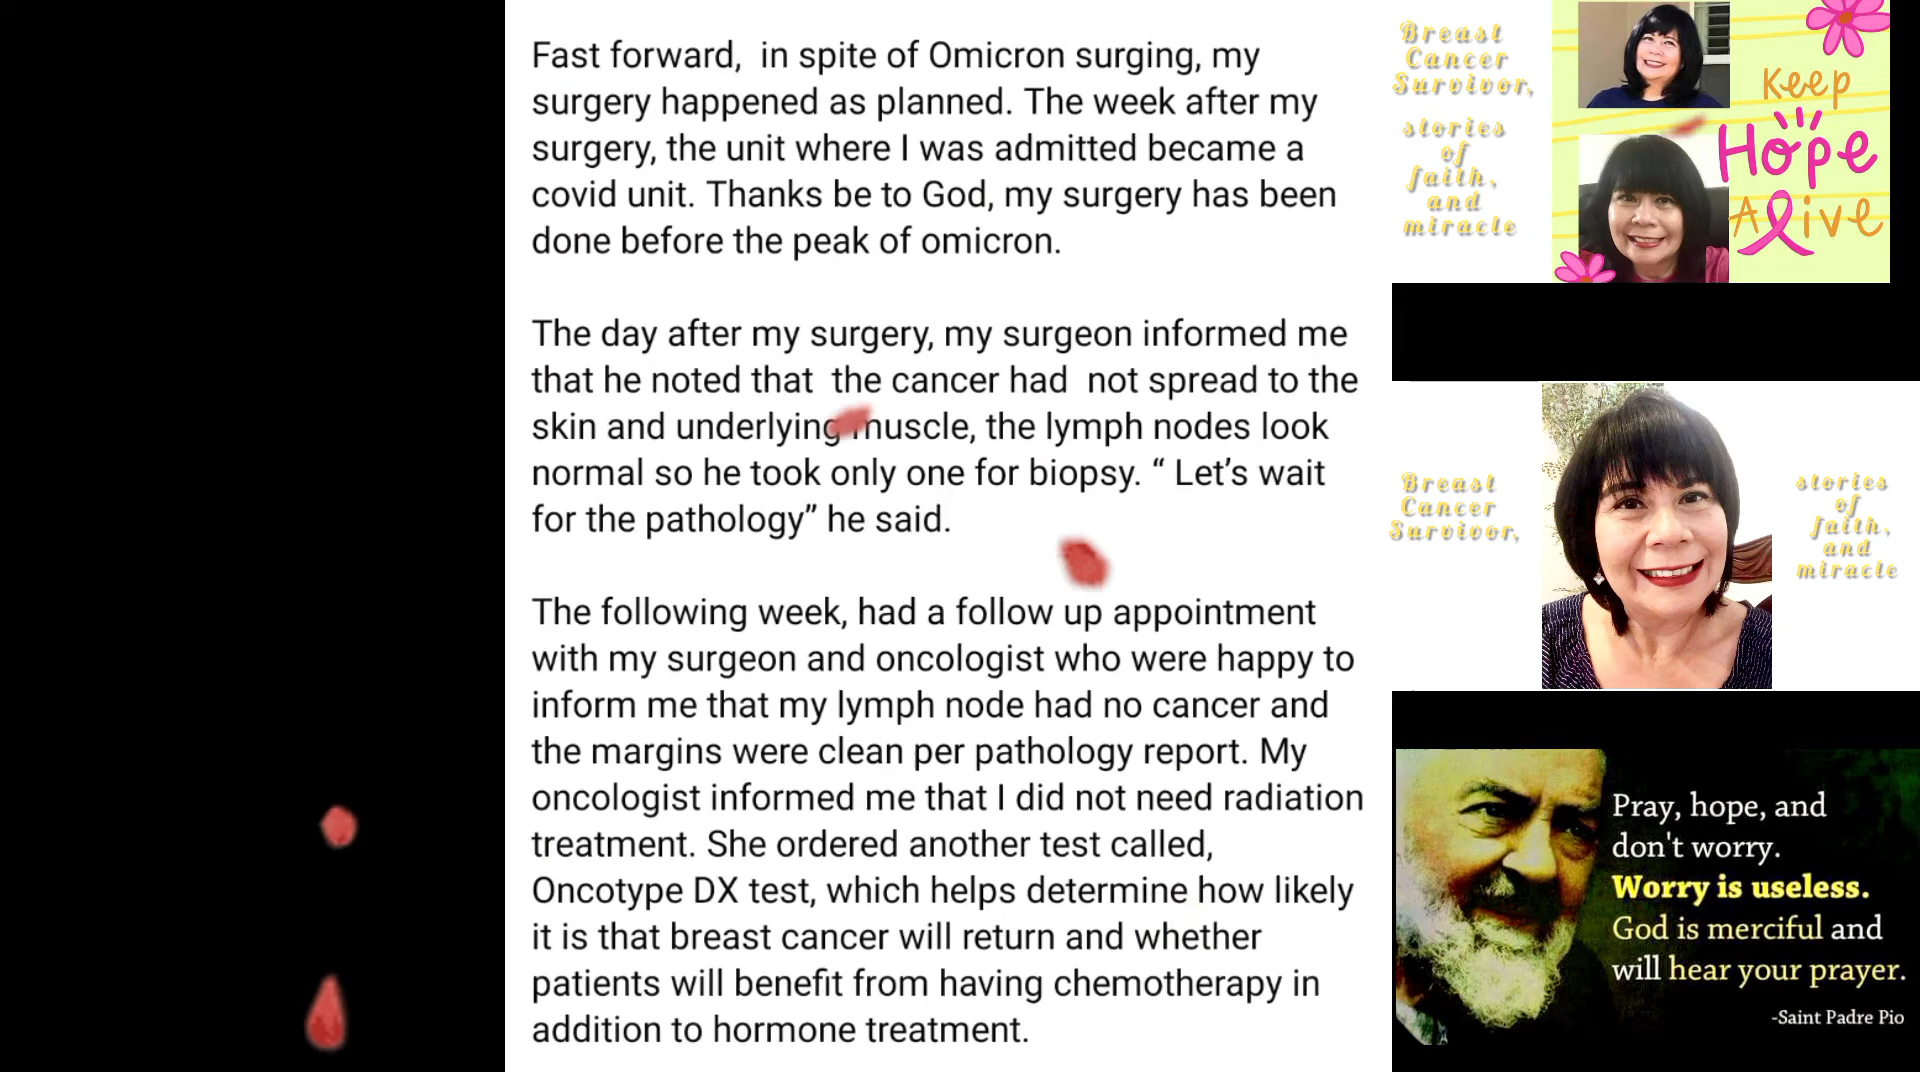 Fast forward,  in spite of Omicron surging, my
surgery happened as planned. The week after my
surgery, the unit where I was admitted became a
covid unit. Thanks be to God, my surgery has been
done before the peak of omicron.
The day after my surgery, my surgeon informed me
that he noted that  the cancer had  not spread to the
skin and underlying muscle, the lymph nodes look
normal so he took only one for biopsy. “ Let’s wait
for the pathology” he said.
The following week, had a follow up appointment
with my surgeon and oncologist who were happy to
inform me that my lymph node had no cancer and
the margins were clean per pathology report. My
oncologist informed me that I did not need radiation
treatment. She ordered another test called,
Oncotype DX test, which helps determine how likely
it is that breast cancer will return and whether
patients will benefit from having chemotherapy in
addition to hormone treatment.
Breast
Cancer
Survivor,
stories
of
faith,
and
miracle
Keep
Hope
Alive
Breast
Cancer
Survivor,
stories
of
faith,
and
miracle
Pray, hope, and
don't worry.
Worry is useless.
God is merciful and
will hear your prayer.
-Saint Padre Pio